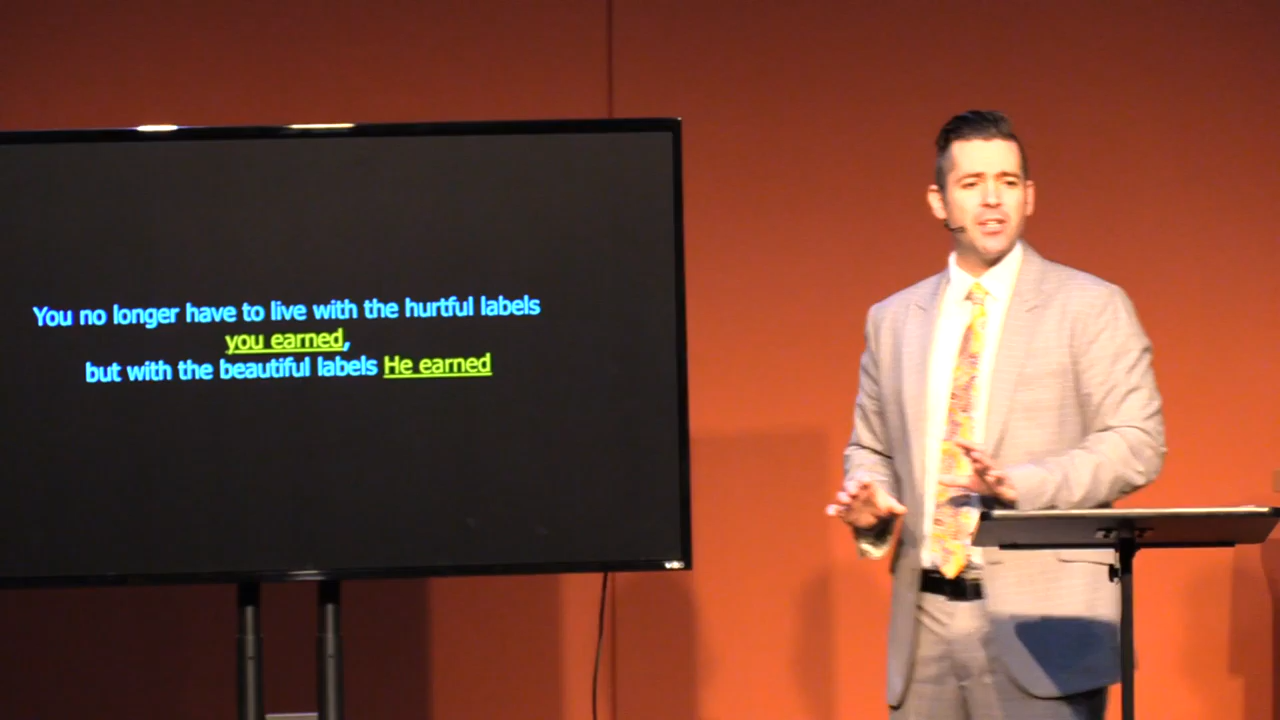 You no longer have to live with the hurtful labels
you earned,
but with the beautiful labels He earned